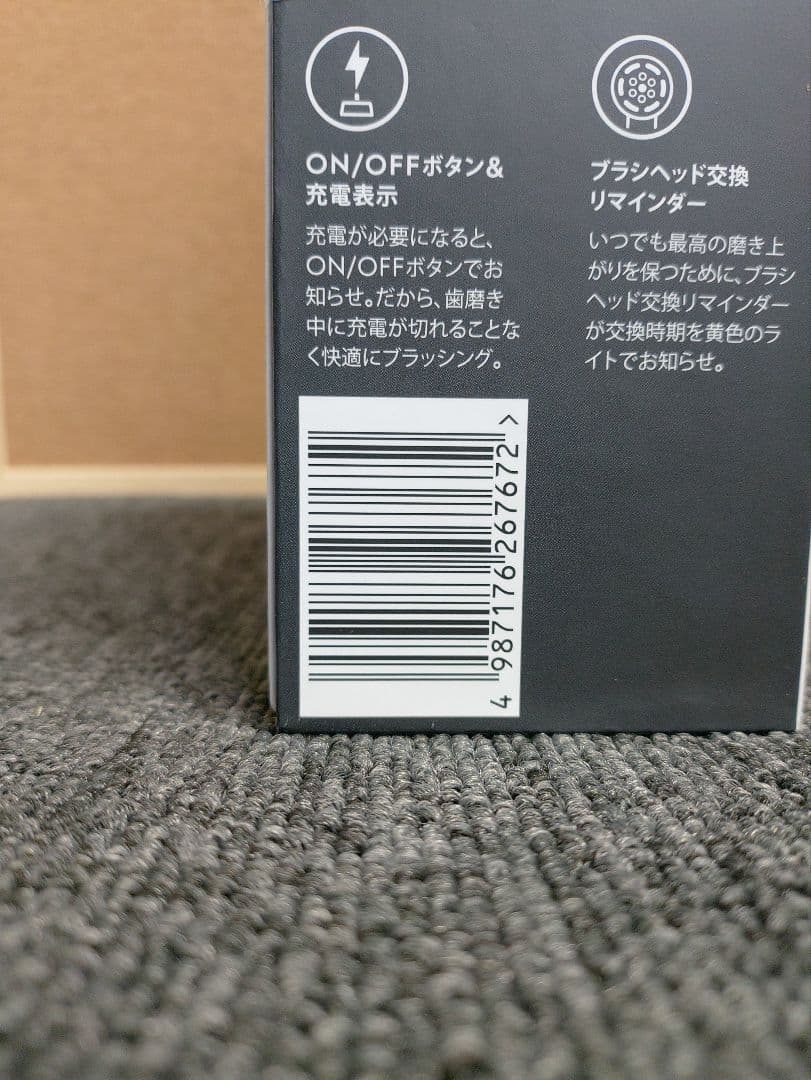 ON/OFFボタン&
充電表示
充電が必要になると、
ON/OFFボタンでお
知らせ。だから、歯磨き
中に充電が切れることな
く快適にブラッシング。
ブラシヘッド交換
リマインダー
いつでも最高の磨き上
がりを保つために、ブラシ
ヘッド交換リマインダー
が交換時期を黄色のラ
イトでお知らせ。
4 987176 267672 >